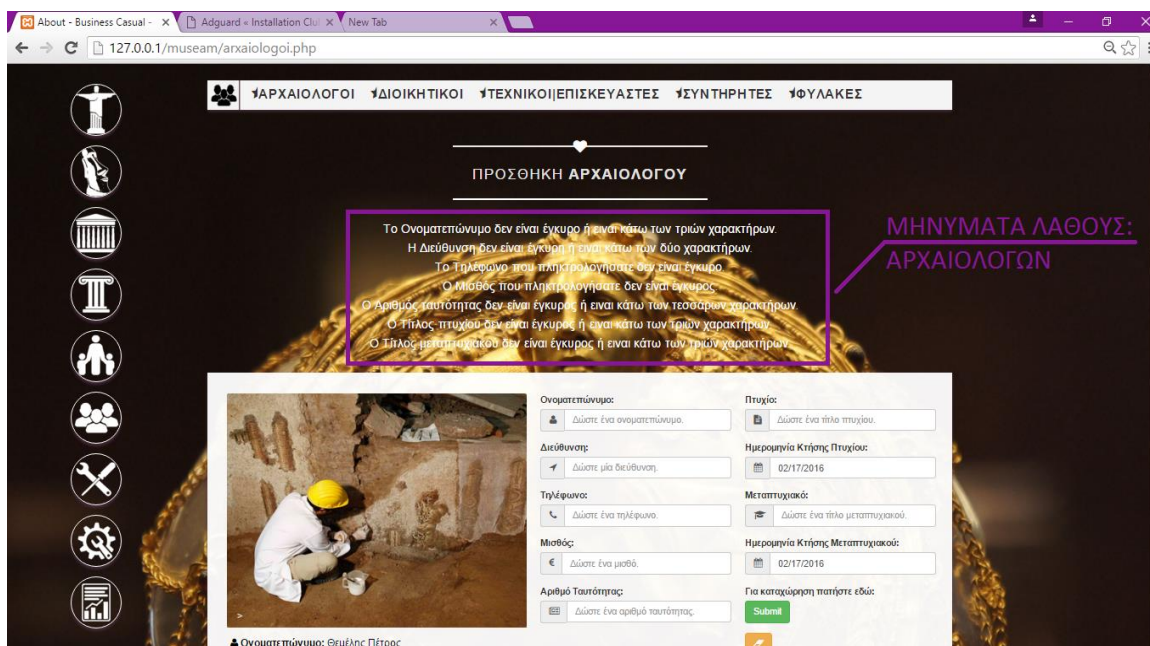 About - Business Casual -
Adguard « Installation Clu
New Tab
127.0.0.1/museam/arxaiologoi.php
ΑΡΧΑΙΟΛΟΓΟΙ ΔΙΟΙΚΗΤΙΚΟΙ ΤΕΧΝΙΚΟΙ|ΕΠΙΣΚΕΥΑΣΤΕΣ ΣΥΝΤΗΡΗΤΕΣ ΦΥΛΑΚΕΣ
ΠΡΟΣΘΗΚΗ ΑΡΧΑΙΟΛΟΓΟΥ
Το Ονοματεπώνυμο δεν είναι έγκυρο ή ειναι κάτω των τριών χαρακτήρων.
Η Διεύθυνση δεν είναι έγκυρη ή ειναι κάτω των δύο χαρακτήρων.
Το Τηλέφωνο που πληκτρολογήσατε δεν είναι έγκυρο.
Ο Μισθός που πληκτρολογήσατε δεν είναι έγκυρος.
Ο Αριθμός ταυτότητας δεν είναι έγκυρος ή ειναι κάτω των τεσσάρων χαρακτήρων.
Ο Τίτλος πτυχίου δεν είναι έγκυρος ή ειναι κάτω των τριών χαρακτήρων.
Ο Τίτλος μεταπτυχιακού δεν είναι έγκυρος ή ειναι κάτω των τριών χαρακτήρων.
ΜΗΝΥΜΑΤΑ ΛΑΘΟΥΣ:
ΑΡΧΑΙΟΛΟΓΩΝ
Ονοματεπώνυμο:
Δώστε ένα ονοματεπώνυμο.
Διεύθυνση:
Δώστε μία διεύθυνση.
Τηλέφωνο:
Δώστε ένα τηλέφωνο.
Μισθός:
€ Δώστε ένα μισθό.
Αριθμό Ταυτότητας:
Δώστε ένα αριθμό ταυτότητας.
Πτυχίο:
Δώστε ένα τίτλο πτυχίου.
Ημερομηνία Κτήσης Πτυχίου:
02/17/2016
Μεταπτυχιακό:
Δώστε ένα τίτλο μεταπτυχιακού.
Ημερομηνία Κτήσης Μεταπτυχιακού:
02/17/2016
Για καταχώρηση πατήστε εδώ:
Submit
>
Ονοματεπώνυμο: Θεμέλης Πέτρος